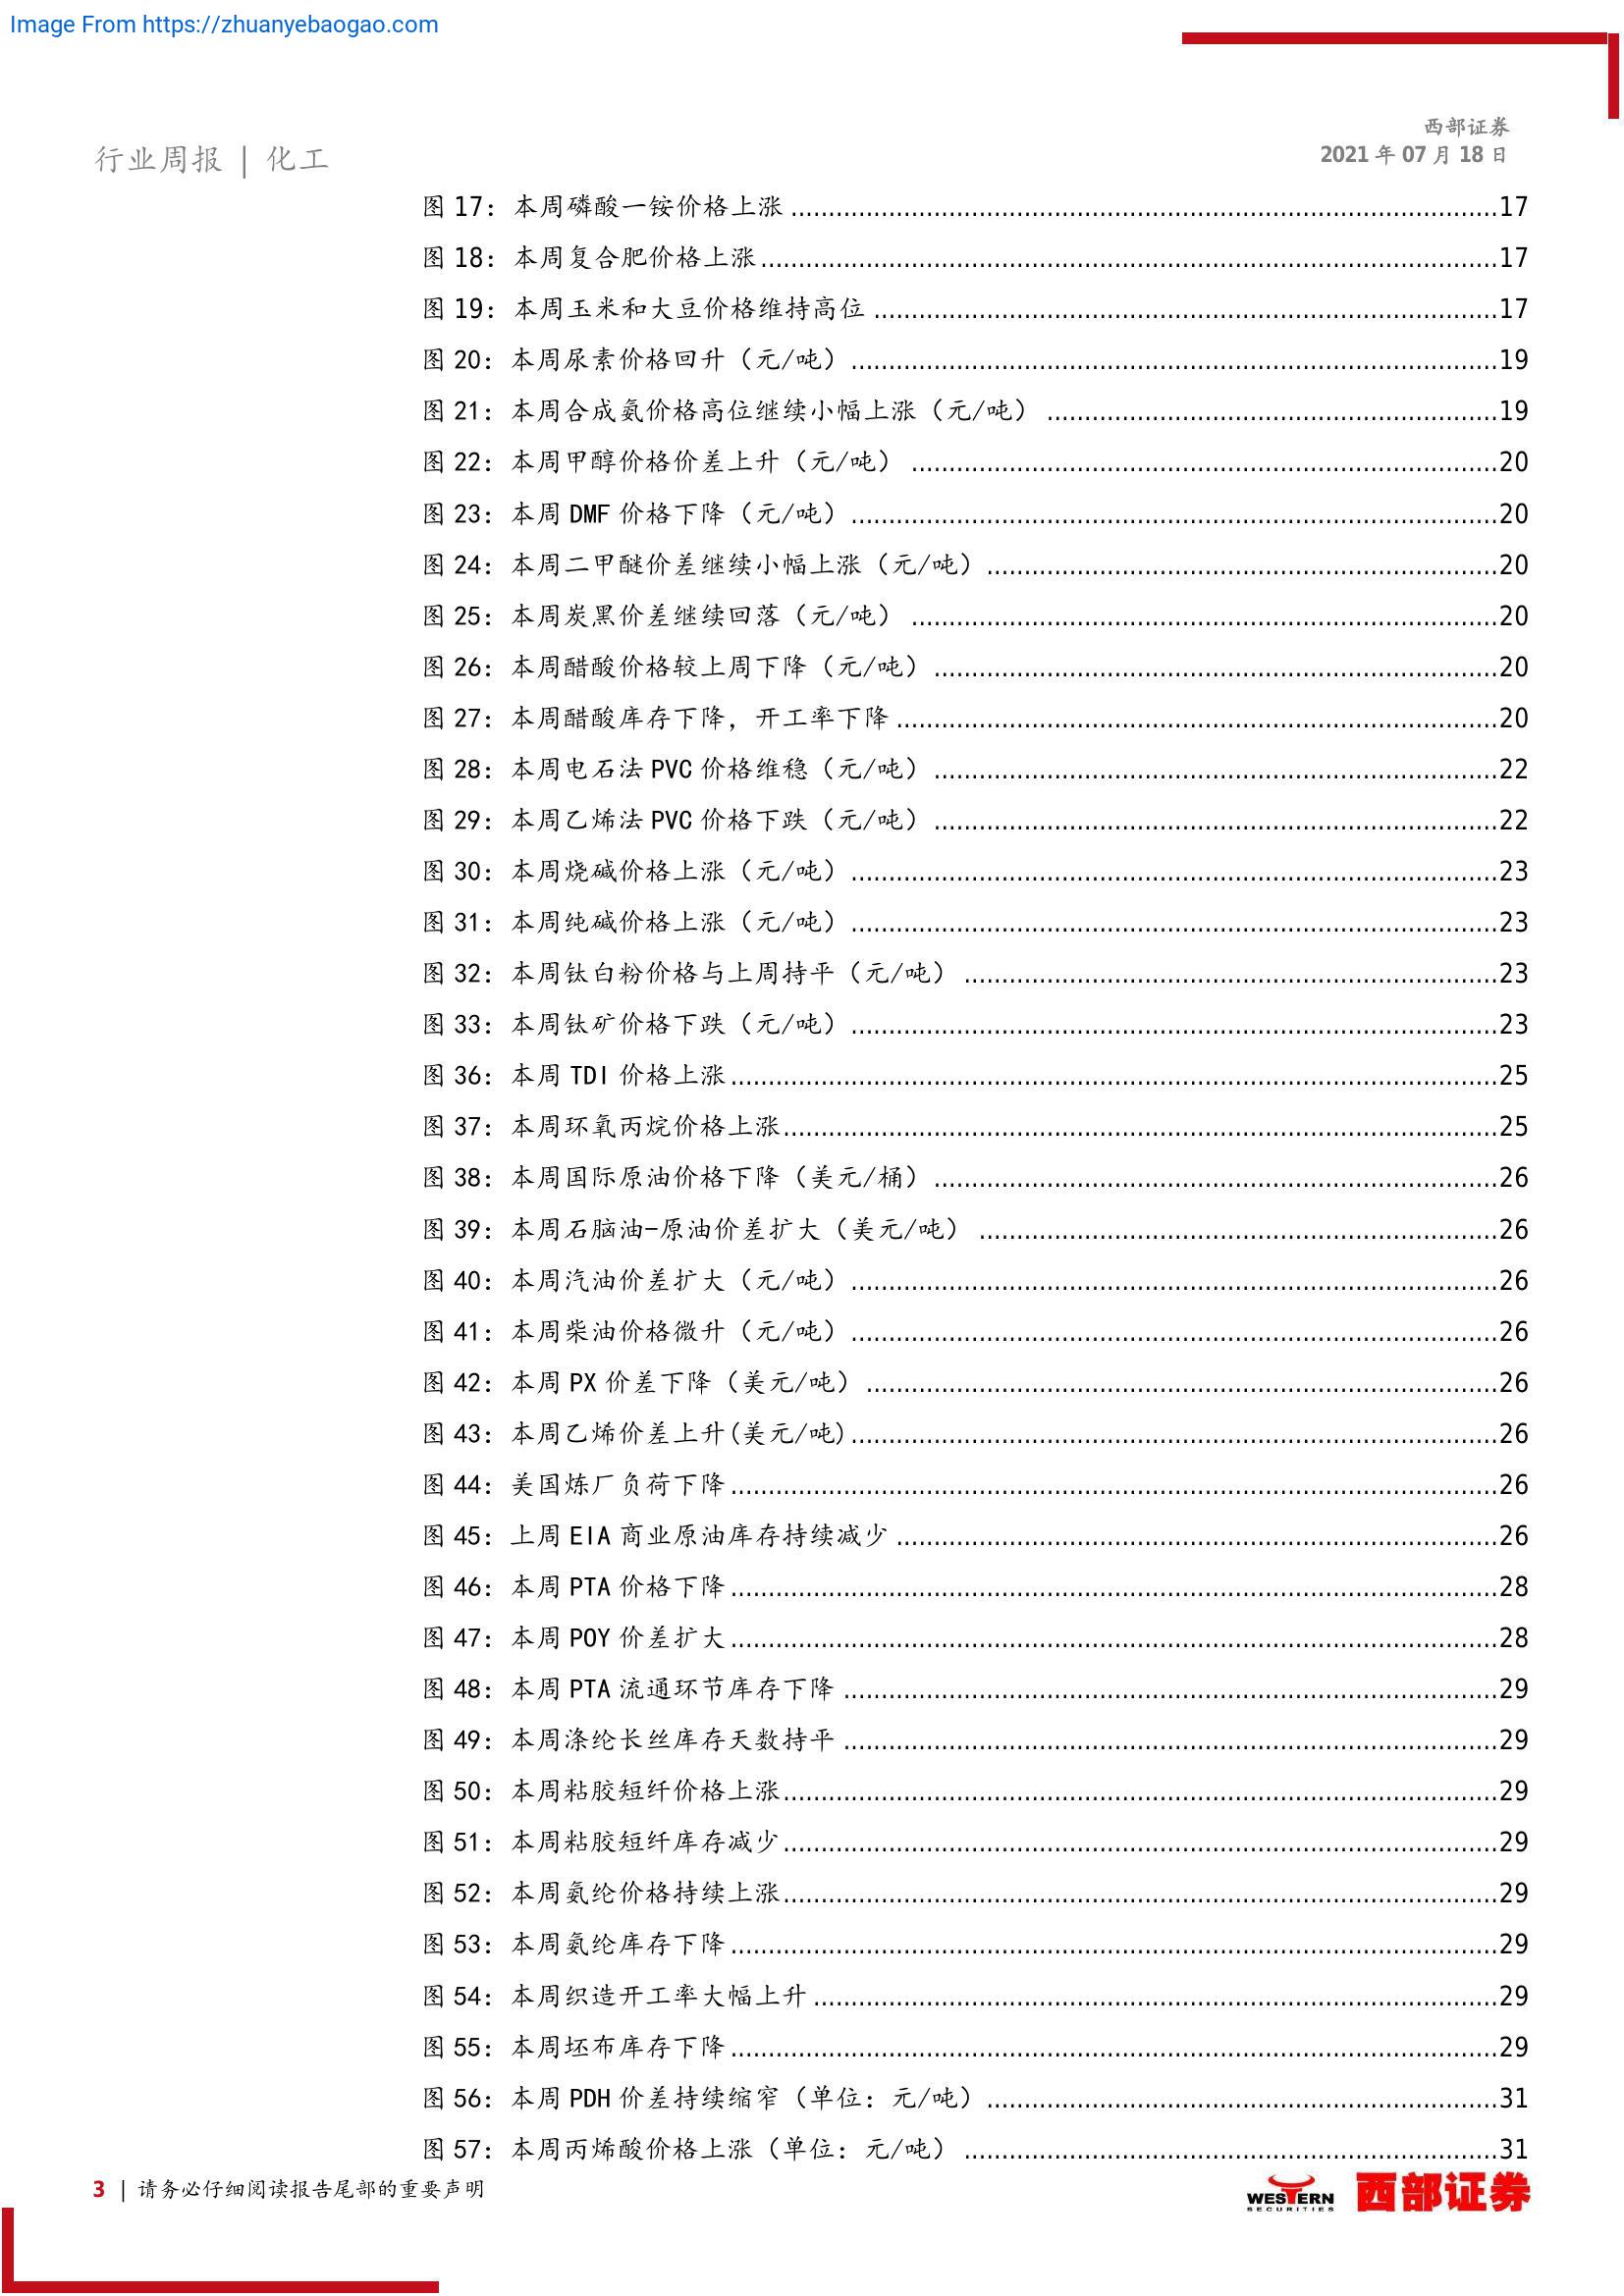 Image From https://zhuanyebaogao.com
西部证券
2021 年 07 月 18 日
行业周报 | 化工
图 17：本周磷酸一铵价格上涨 ........17
图 18：本周复合肥价格上涨 ........17
图 19：本周玉米和大豆价格维持高位 ........17
图 20：本周尿素价格回升（元/吨） ........19
图 21：本周合成氨价格高位继续小幅上涨（元/吨） ........19
图 22：本周甲醇价格价差上升（元/吨） ........20
图 23：本周 DMF 价格下降（元/吨） ........20
图 24：本周二甲醚价差继续小幅上涨（元/吨） ........20
图 25：本周炭黑价差继续回落（元/吨） ........20
图 26：本周醋酸价格较上周下降（元/吨） ........20
图 27：本周醋酸库存下降，开工率下降 ........20
图 28：本周电石法 PVC 价格维稳（元/吨） ........22
图 29：本周乙烯法 PVC 价格下跌（元/吨） ........22
图 30：本周烧碱价格上涨（元/吨） ........23
图 31：本周纯碱价格上涨（元/吨） ........23
图 32：本周钛白粉价格与上周持平（元/吨） ........23
图 33：本周钛矿价格下跌（元/吨） ........23
图 36：本周 TDI 价格上涨 ........25
图 37：本周环氧丙烷价格上涨 ........25
图 38：本周国际原油价格下降（美元/桶） ........26
图 39：本周石脑油-原油价差扩大（美元/吨） ........26
图 40：本周汽油价差扩大（元/吨） ........26
图 41：本周柴油价格微升（元/吨） ........26
图 42：本周 PX 价差下降（美元/吨） ........26
图 43：本周乙烯价差上升(美元/吨) ........26
图 44：美国炼厂负荷下降 ........26
图 45：上周 EIA 商业原油库存持续减少 ........26
图 46：本周 PTA 价格下降 ........28
图 47：本周 POY 价差扩大 ........28
图 48：本周 PTA 流通环节库存下降 ........29
图 49：本周涤纶长丝库存天数持平 ........29
图 50：本周粘胶短纤价格上涨 ........29
图 51：本周粘胶短纤库存减少 ........29
图 52：本周氨纶价格持续上涨 ........29
图 53：本周氨纶库存下降 ........29
图 54：本周织造开工率大幅上升 ........29
图 55：本周坯布库存下降 ........29
图 56：本周 PDH 价差持续缩窄（单位：元/吨） ........31
图 57：本周丙烯酸价格上涨（单位：元/吨） ........31
3 | 请务必仔细阅读报告尾部的重要声明
WESTERN
SECURITIES
西部证券